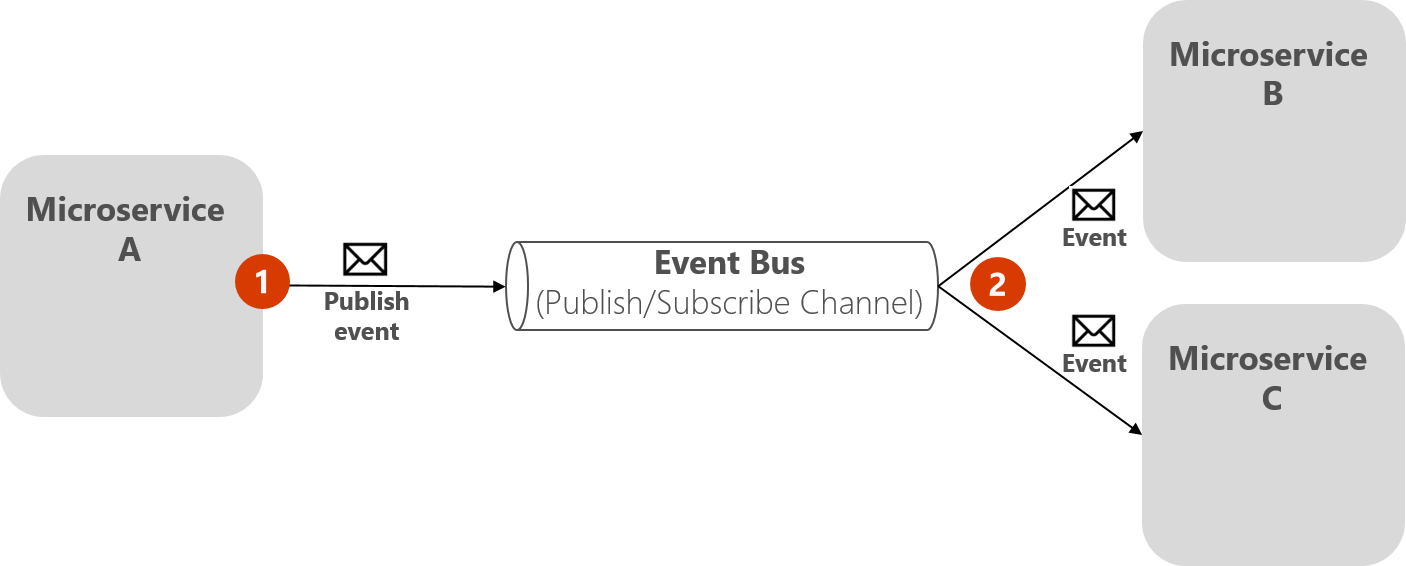 Microservice
A
1
Publish
event
Event Bus
(Publish/Subscribe Channel)
2
Event
Microservice
B
Event
Microservice
C